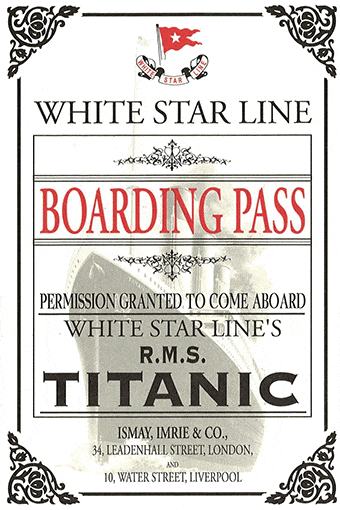 WHITE STAR LINE
WHITE STAR LINE
BOARDING PASS
PERMISSION GRANTED TO COME ABOARD
WHITE STAR LINE'S
R.M.S.
TITANIC
ISMAY, IMRIE & CO.,
34, LEADENHALL STREET, LONDON,
AND
10, WATER STREET, LIVERPOOL